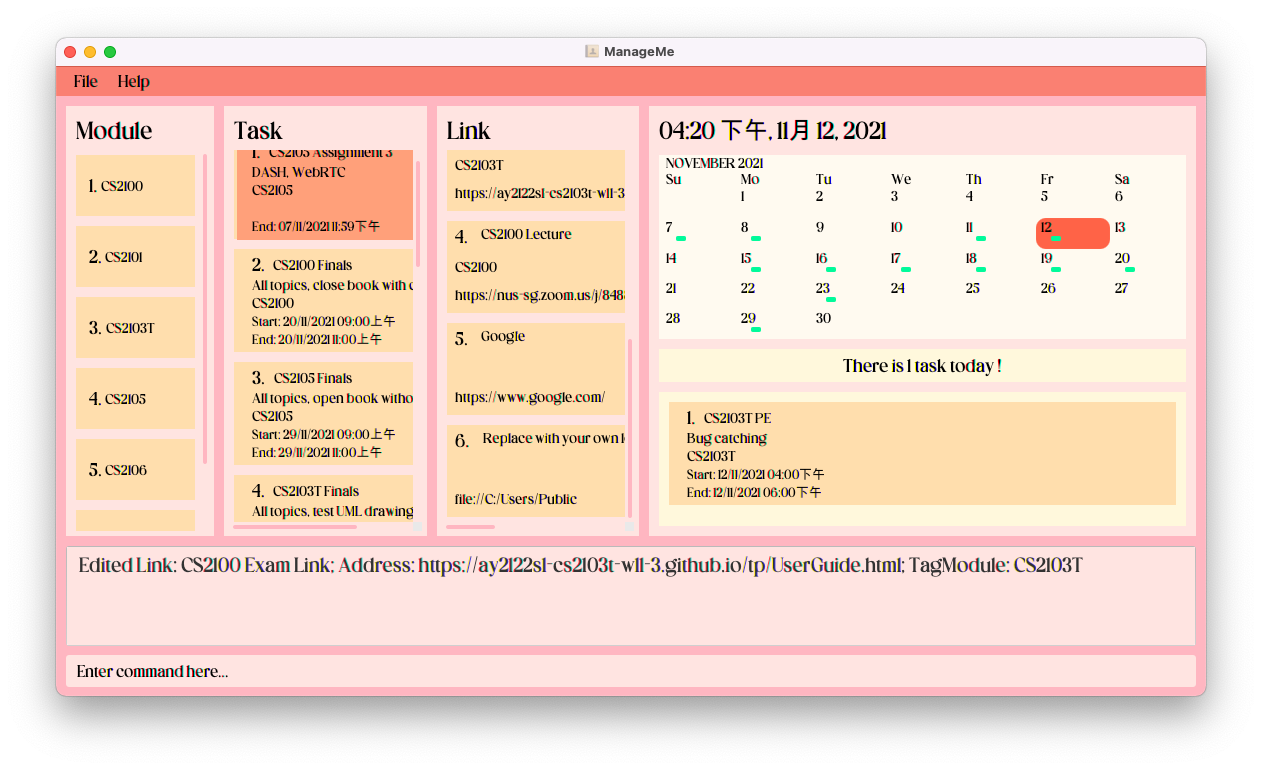 ManageMe
File Help
Module
1. CS2100
2. CS2101
3. CS2103T
4. CS2105
5. CS2106
Task
1. CS2105 Assignment 3
DASH, WebRTC
CS2105
End: 07/11/2021 11:59下午
2. CS2100 Finals
All topics, close book with c
CS2100
Start: 20/11/2021 09:00上午
End: 20/11/2021 11:00上午
3. CS2105 Finals
All topics, open book witho
CS2105
Start: 29/11/2021 09:00上午
End: 29/11/2021 11:00上午
4. CS2103T Finals
All topics, test UML drawing
Link
CS2103T
https://ay2122s1-cs2103t-w11-3
4. CS2100 Lecture
CS2100
https://nus-sg.zoom.us/j/848
5. Google
https://www.google.com/
6. Replace with your own l
file://C:/Users/Public
04:20 下午, 11月 12, 2021
NOVEMBER 2021
Su Mo Tu We Th Fr Sa
1 2 3 4 5 6
7 8 9 10 11 12 13
14 15 16 17 18 19 20
21 22 23 24 25 26 27
28 29 30
There is 1 task today !
1. CS2103T PE
Bug catching
CS2103T
Start: 12/11/2021 04:00下午
End: 12/11/2021 06:00下午
Edited Link: CS2100 Exam Link; Address: https://ay2122s1-cs2103t-w11-3.github.io/tp/UserGuide.html; TagModule: CS2103T
Enter command here...